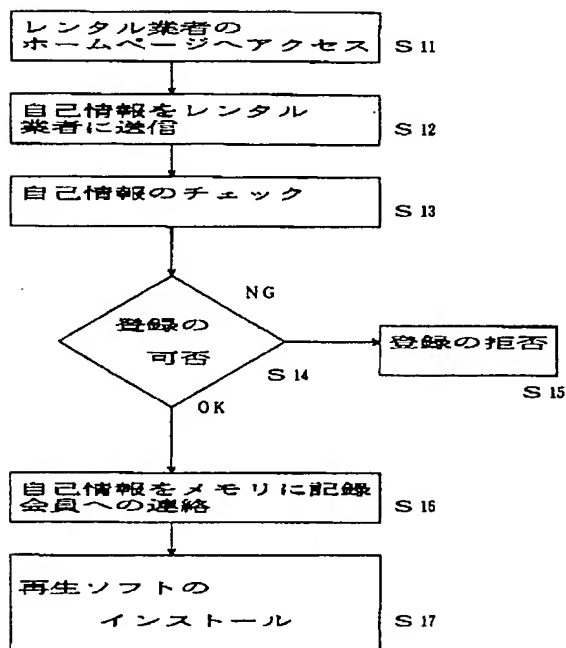 レンタル業者の
ホームページへアクセス
S 11
自己情報をレンタル
業者に送信
S 12
自己情報のチェック
S 13
NG
登録の
可否
S 14
登録の拒否
S 15
OK
自己情報をメモリに記録
会員への連絡
S 16
再生ソフトの
インストール
S 17